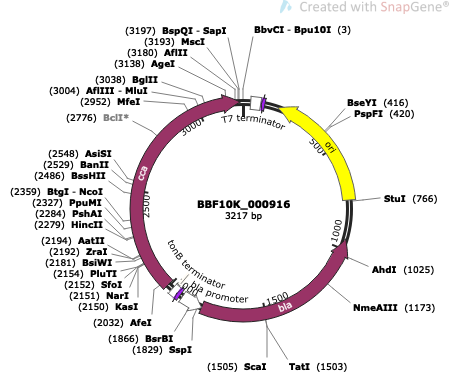 Created with SnapGene®
(3197) BspQI - SapI
(3193) MscI
(3180) AflII
(3138) AgeI
(3038) BglII
(3004) AflIII - MluI
(2952) MfeI
(2776) BclI*
(2548) AsiSI
(2529) BanII
(2486) BssHII
(2359) BtgI - NcoI
(2327) PpuMI
(2284) PshAI
(2279) HincII
(2194) AatII
(2192) ZraI
(2181) BsiWI
(2154) PluTI
(2152) SfoI
(2151) NarI
(2150) KasI
(2032) AfeI
(1866) BsrBI
(1829) SspI
(1505) ScaI
TatI (1503)
NmeAIII (1173)
AhdI (1025)
StuI (766)
PspFI (420)
BseYI (416)
BbvCI - Bpu10I (3)
T7 terminator
ori
bla
bla promoter
tonB terminator
cca
500
1000
1500
2500
3000
BBF10K_000916
3217 bp